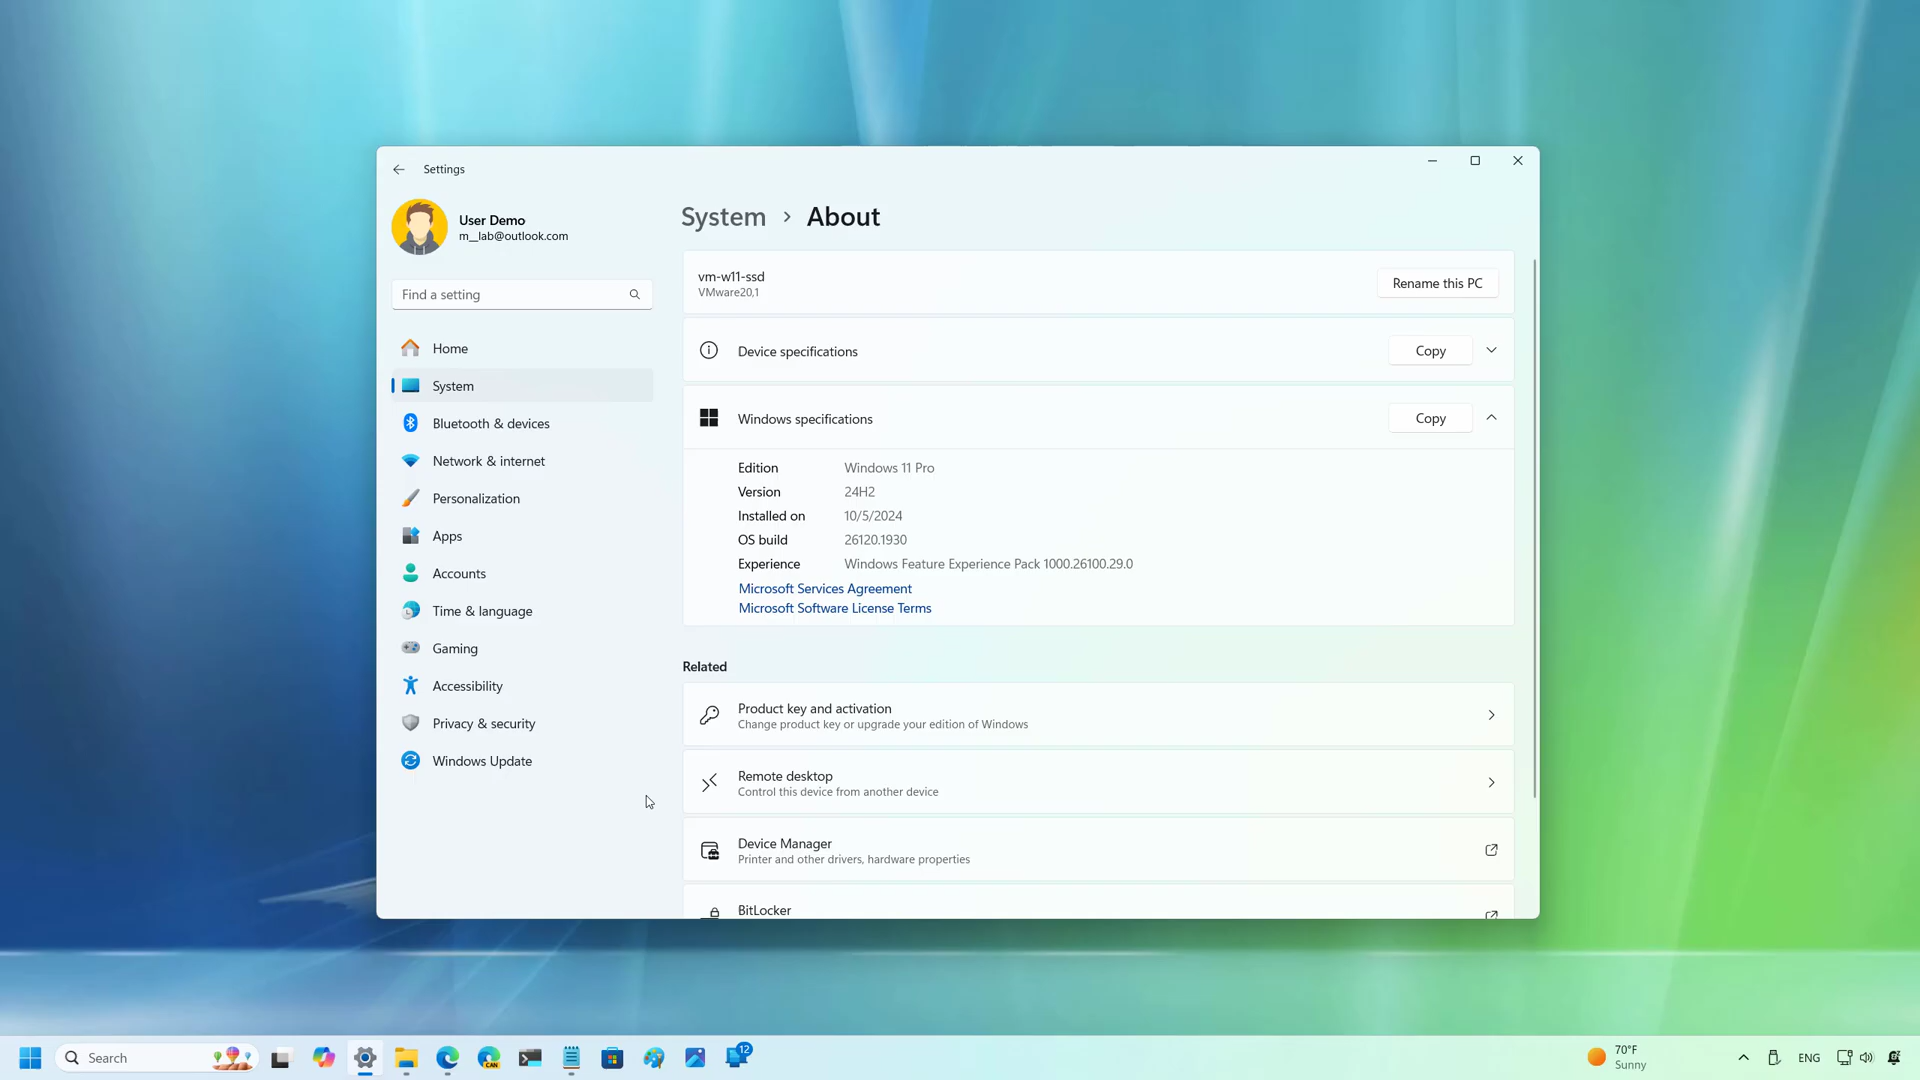 Settings
User Demo
m__lab@outlook.com
Find a setting
Home
System
Bluetooth & devices
Network & internet
Personalization
Apps
Accounts
Time & language
Gaming
Accessibility
Privacy & security
Windows Update
System › About
vm-w11-ssd
VMware20,1
Rename this PC
Device specifications
Copy
Windows specifications
Copy
Edition Windows 11 Pro
Version 24H2
Installed on 10/5/2024
OS build 26120.1930
Experience Windows Feature Experience Pack 1000.26100.29.0
Microsoft Services Agreement
Microsoft Software License Terms
Related
Product key and activation
Change product key or upgrade your edition of Windows
Remote desktop
Control this device from another device
Device Manager
Printer and other drivers, hardware properties
BitLocker
Search
CAN
12
70°F
Sunny
ENG